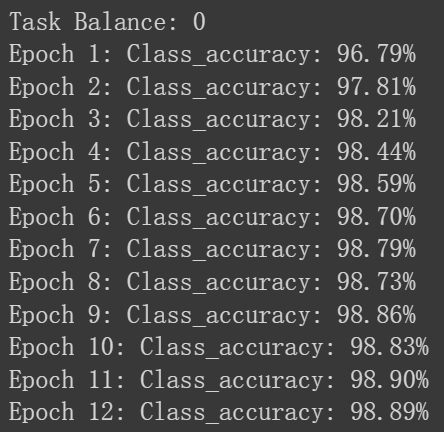 Task Balance: 0
Epoch 1: Class_accuracy: 96.79%
Epoch 2: Class_accuracy: 97.81%
Epoch 3: Class_accuracy: 98.21%
Epoch 4: Class_accuracy: 98.44%
Epoch 5: Class_accuracy: 98.59%
Epoch 6: Class_accuracy: 98.70%
Epoch 7: Class_accuracy: 98.79%
Epoch 8: Class_accuracy: 98.73%
Epoch 9: Class_accuracy: 98.86%
Epoch 10: Class_accuracy: 98.83%
Epoch 11: Class_accuracy: 98.90%
Epoch 12: Class_accuracy: 98.89%